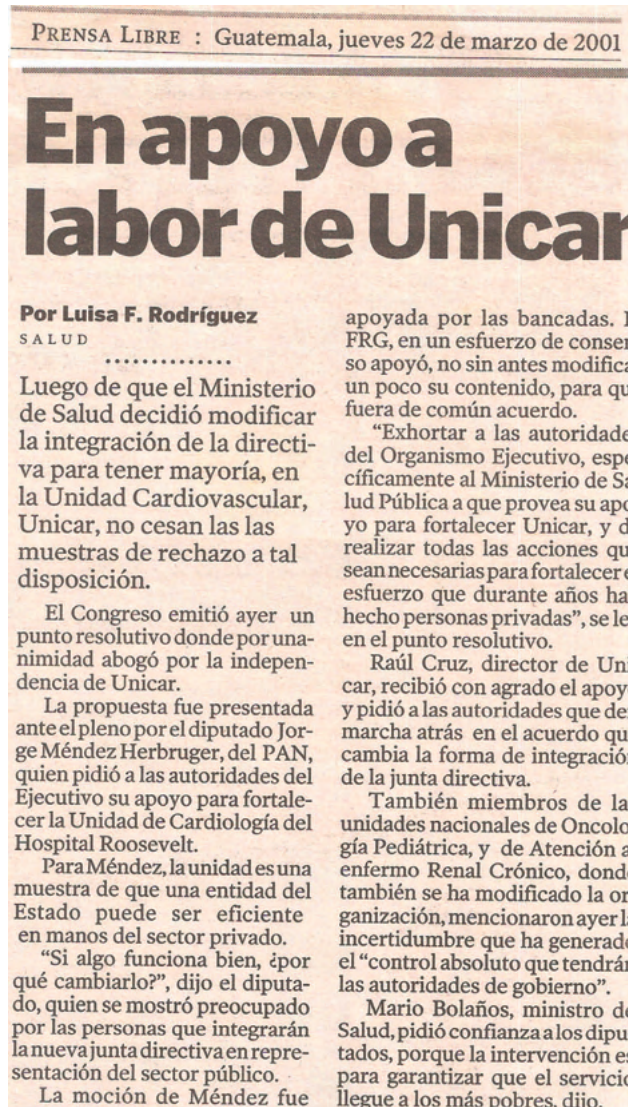 PRENSA LIBRE : Guatemala, jueves 22 de marzo de 2001
En apoyo a
labor de Unicar
Por Luisa F. Rodríguez
SALUD
Luego de que el Ministerio
de Salud decidió modificar
la integración de la directi-
va para tener mayoría, en
la Unidad Cardiovascular,
Unicar, no cesan las las
muestras de rechazo a tal
disposición.
El Congreso emitió ayer un
punto resolutivo donde por una-
nimidad abogó por la indepen-
dencia de Unicar.
La propuesta fue presentada
ante el pleno por el diputado Jor-
ge Méndez Herbruger, del PAN,
quien pidió a las autoridades del
Ejecutivo su apoyo para fortale-
cer la Unidad de Cardiología del
Hospital Roosevelt.
Para Méndez, la unidad es una
muestra de que una entidad del
Estado puede ser eficiente
en manos del sector privado.
"Si algo funciona bien, ¿por
qué cambiarlo?", dijo el diputa-
do, quien se mostró preocupado
por las personas que integrarán
la nueva junta directiva en repre-
sentación del sector público.
La moción de Méndez fue
apoyada por las bancadas.
FRG, en un esfuerzo de consen
so apoyó, no sin antes modifica
un poco su contenido, para qu
fuera de común acuerdo.
"Exhortar a las autoridade
del Organismo Ejecutivo, espe
cíficamente al Ministerio de Sa
lud Pública a que provea su apo
yo para fortalecer Unicar, y d
realizar todas las acciones qu
sean necesarias para fortalecer e
esfuerzo que durante años ha
hecho personas privadas", se le
en el punto resolutivo.
Raúl Cruz, director de Uni
car, recibió con agrado el apoyo
y pidió a las autoridades que den
marcha atrás en el acuerdo qu
cambia la forma de integración
de la junta directiva.
También miembros de la
unidades nacionales de Oncolo
gía Pediátrica, y de Atención a
enfermo Renal Crónico, donde
también se ha modificado la or
ganización, mencionaron ayer la
incertidumbre que ha generado
el "control absoluto que tendrán
las autoridades de gobierno".
Mario Bolaños, ministro de
Salud, pidió confianza a los dipu
tados, porque la intervención es
para garantizar que el servicio
llegue a los más pobres, dijo.